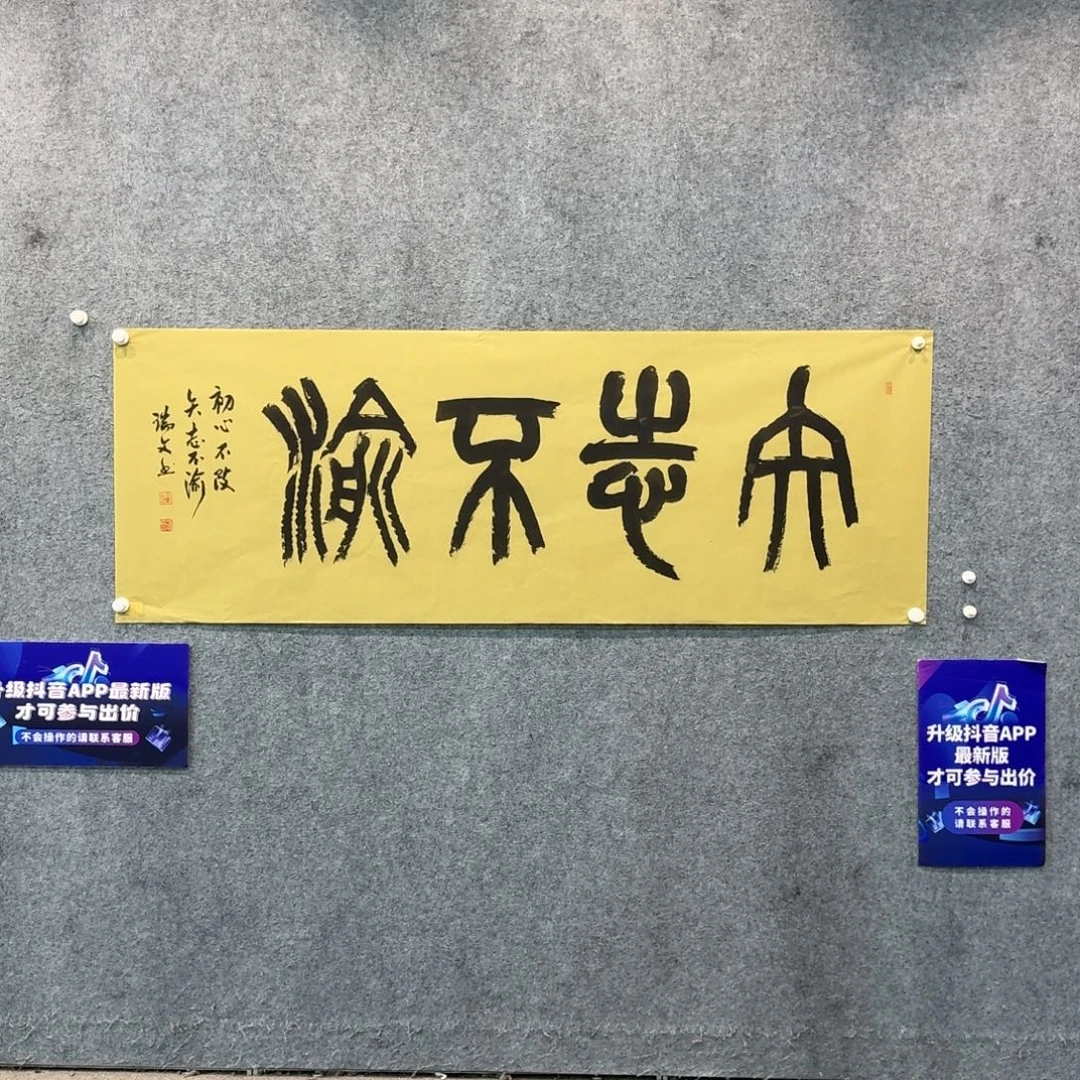 矢志不渝
初心不改
矢志不渝
瑞文书
升级抖音APP最新版
才可参与出价
不会操作的请联系客服
升级抖音APP
最新版
才可参与出价
不会操作的
请联系客服